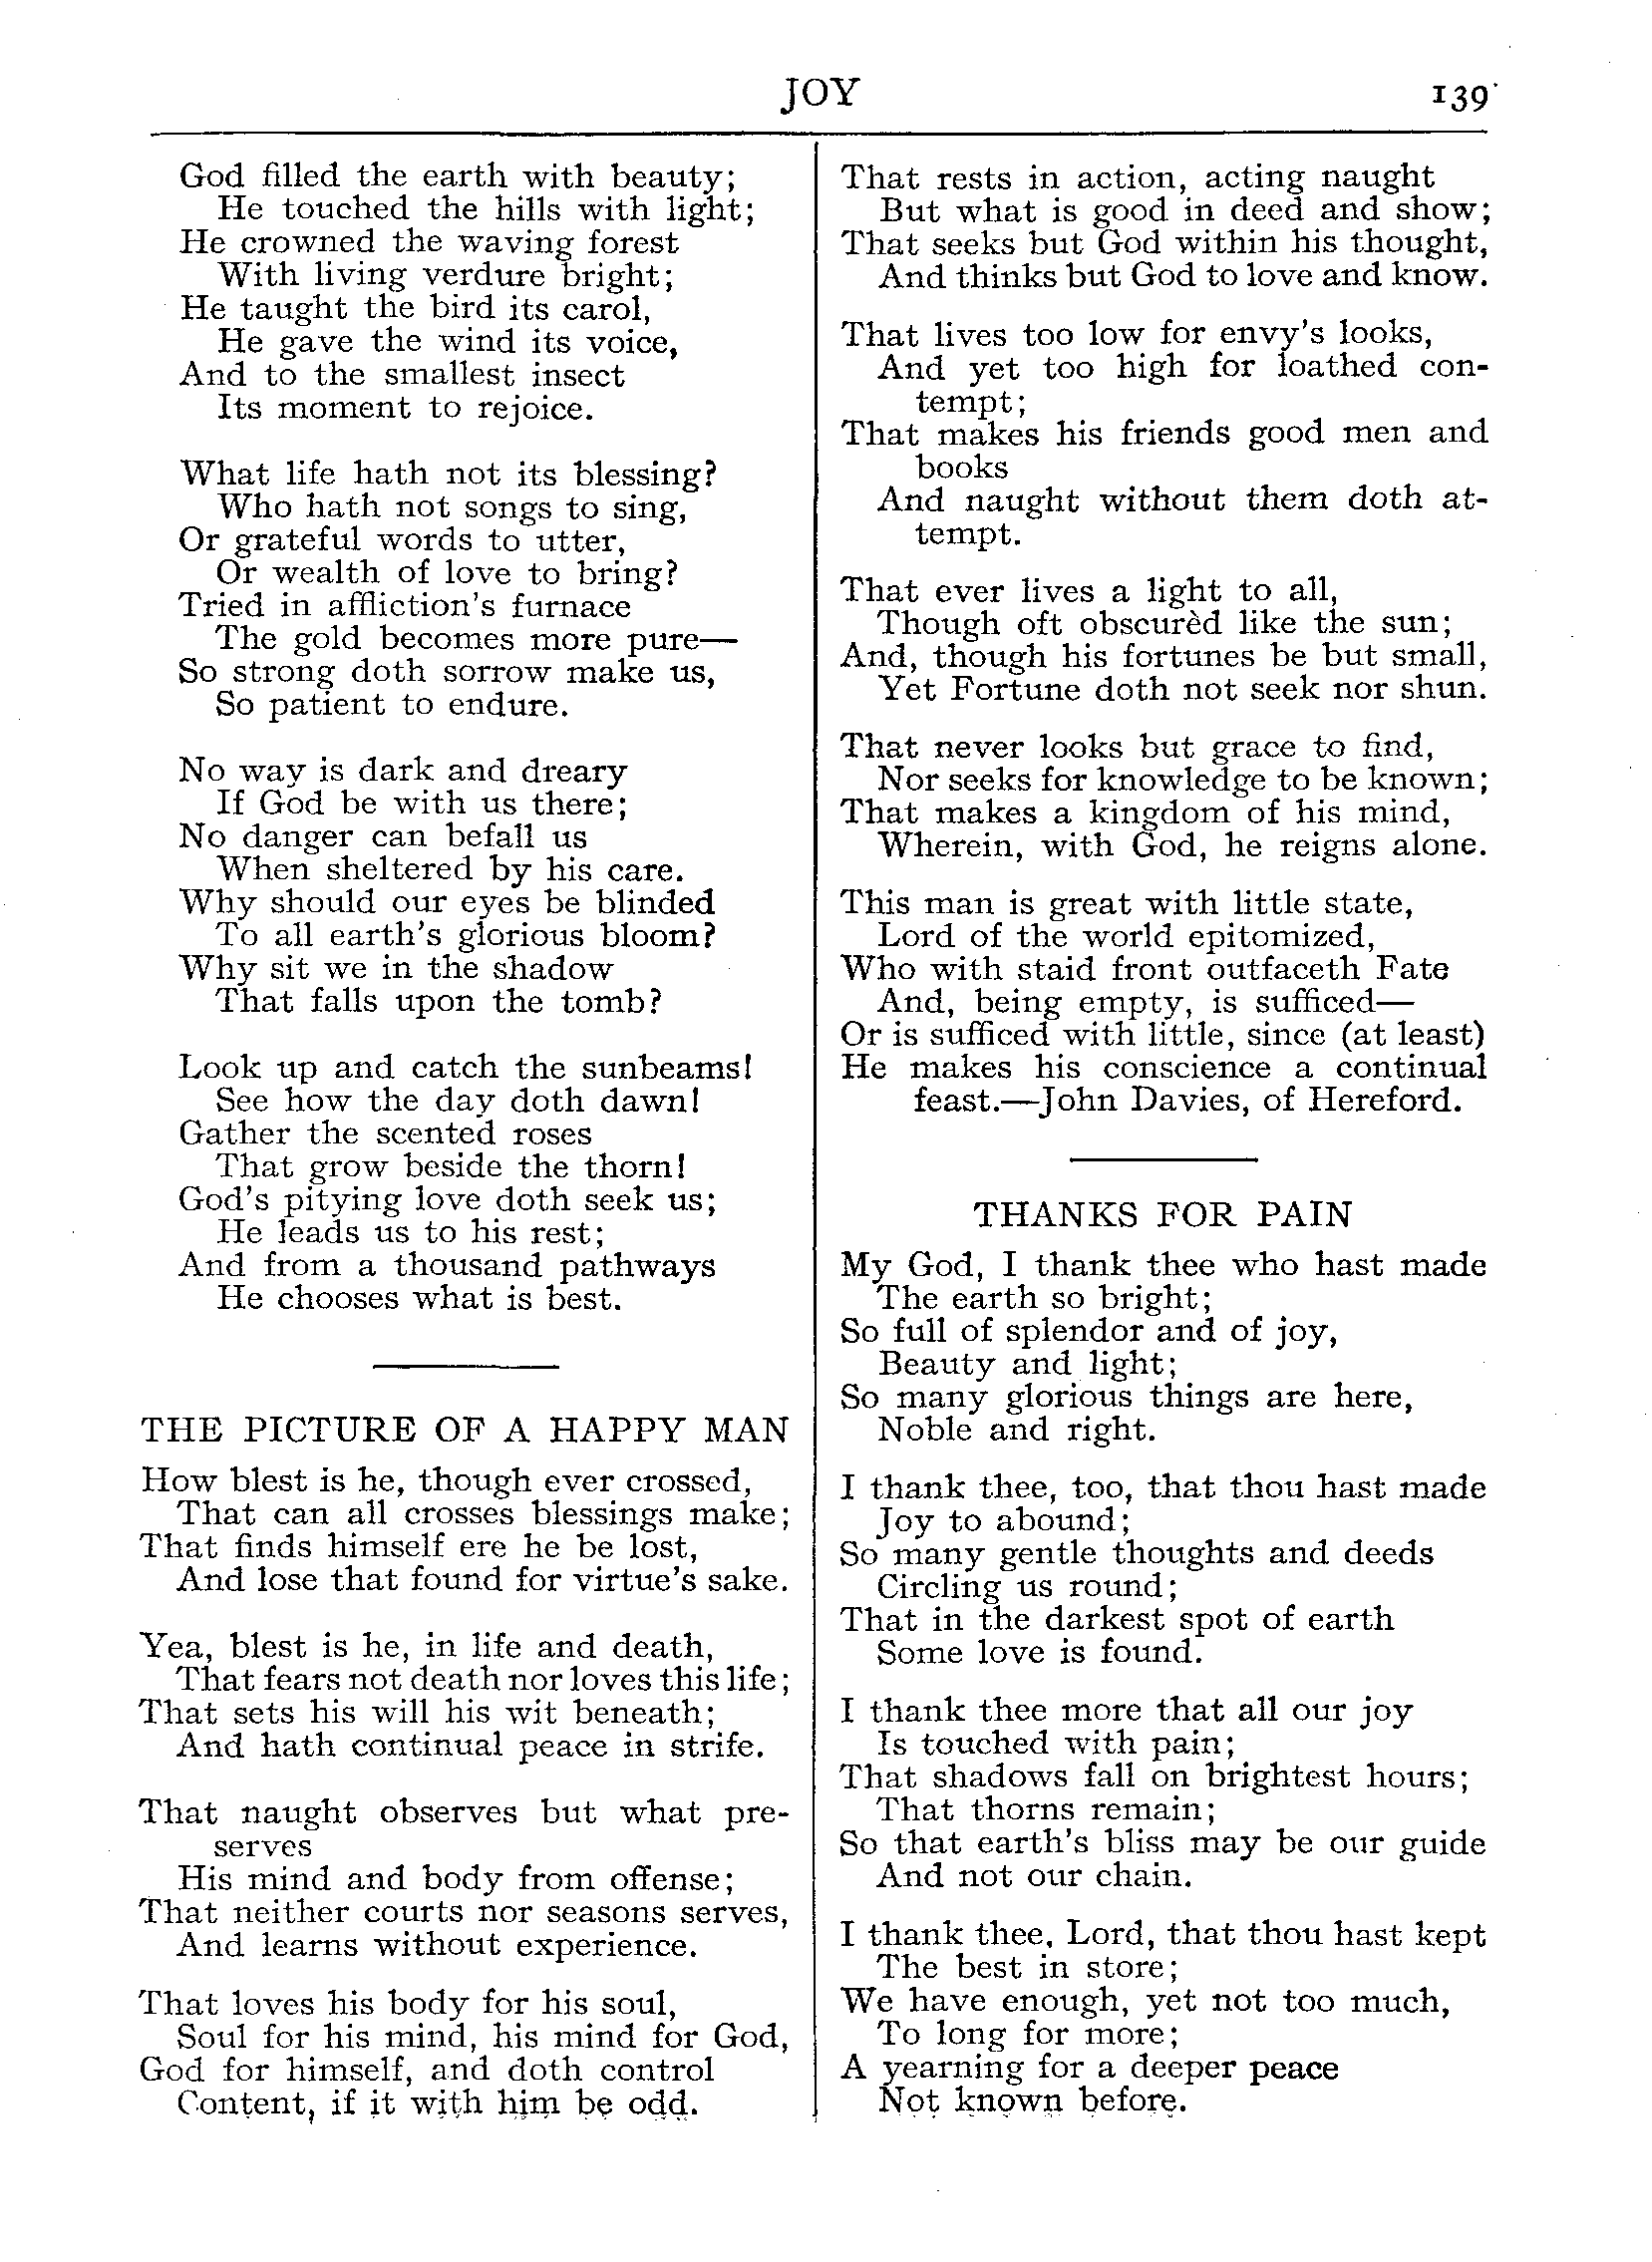 JOY
139
God filled the earth with beauty;
He touched the hills with light;
He crowned the waving forest
With living verdure bright;
He taught the bird its carol,
He gave the wind its voice,
And to the smallest insect
Its moment to rejoice.
What life hath not its blessing?
Who hath not songs to sing,
Or grateful words to utter,
Or wealth of love to bring?
Tried in affliction's furnace
The gold becomes more pure—
So strong doth sorrow make us,
So patient to endure.
No way is dark and dreary
If God be with us there;
No danger can befall us
When sheltered by his care.
Why should our eyes be blinded
To all earth's glorious bloom?
Why sit we in the shadow
That falls upon the tomb?
Look up and catch the sunbeams!
See how the day doth dawn!
Gather the scented roses
That grow beside the thorn!
God's pitying love doth seek us;
He leads us to his rest;
And from a thousand pathways
He chooses what is best.
THE PICTURE OF A HAPPY MAN
How blest is he, though ever crossed,
That can all crosses blessings make;
That finds himself ere he be lost,
And lose that found for virtue's sake.
Yea, blest is he, in life and death,
That fears not death nor loves this life;
That sets his will his wit beneath;
And hath continual peace in strife.
That naught observes but what pre-
serves
His mind and body from offense;
That neither courts nor seasons serves,
And learns without experience.
That loves his body for his soul,
Soul for his mind, his mind for God,
God for himself, and doth control
Content, if it with him be odd.
That rests in action, acting naught
But what is good in deed and show;
That seeks but God within his thought,
And thinks but God to love and know.
That lives too low for envy's looks,
And yet too high for loathed con-
tempt;
That makes his friends good men and
books
And naught without them doth at-
tempt.
That ever lives a light to all,
Though oft obscurèd like the sun;
And, though his fortunes be but small,
Yet Fortune doth not seek nor shun.
That never looks but grace to find,
Nor seeks for knowledge to be known;
That makes a kingdom of his mind,
Wherein, with God, he reigns alone.
This man is great with little state,
Lord of the world epitomized,
Who with staid front outfaceth Fate
And, being empty, is sufficed—
Or is sufficed with little, since (at least)
He makes his conscience a continual
feast.—John Davies, of Hereford.
THANKS FOR PAIN
My God, I thank thee who hast made
The earth so bright;
So full of splendor and of joy,
Beauty and light;
So many glorious things are here,
Noble and right.
I thank thee, too, that thou hast made
Joy to abound;
So many gentle thoughts and deeds
Circling us round;
That in the darkest spot of earth
Some love is found.
I thank thee more that all our joy
Is touched with pain;
That shadows fall on brightest hours;
That thorns remain;
So that earth's bliss may be our guide
And not our chain.
I thank thee, Lord, that thou hast kept
The best in store;
We have enough, yet not too much,
To long for more;
A yearning for a deeper peace
Not known before.